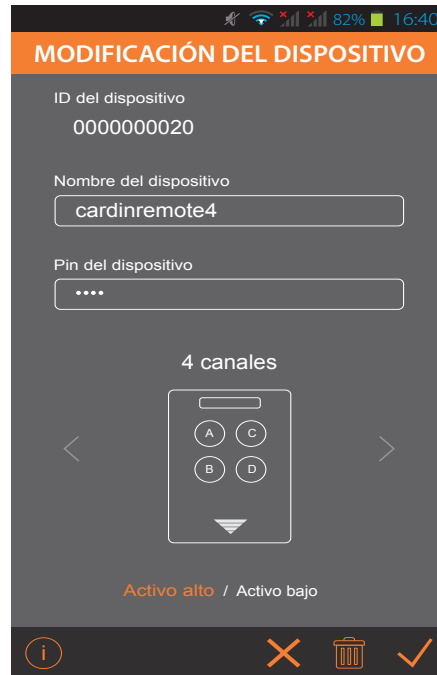 82% 16:40
MODIFICACIÓN DEL DISPOSITIVO
ID del dispositivo
0000000020
Nombre del dispositivo
cardinremote4
Pin del dispositivo
••••
4 canales
A C
B D
Activo alto / Activo bajo
i